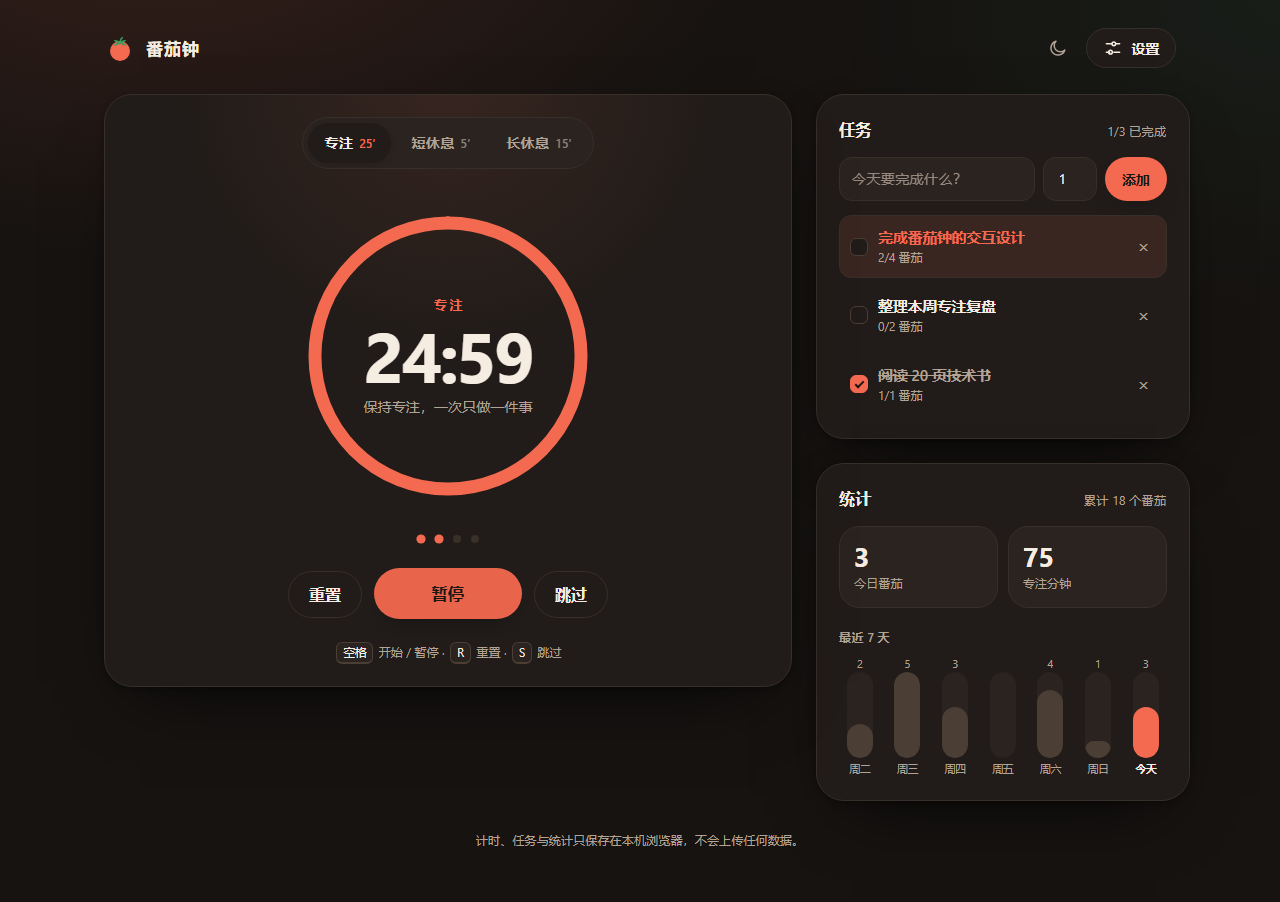 番茄钟
设置
专注 25′ 短休息 5′ 长休息 15′
专注
24:59
保持专注，一次只做一件事
重置 暂停 跳过
空格 开始 / 暂停 · R 重置 · S 跳过
任务 1/3 已完成
今天要完成什么？ 1 添加
完成番茄钟的交互设计
2/4 番茄
×
整理本周专注复盘
0/2 番茄
×
阅读 20 页技术书
1/1 番茄
×
统计 累计 18 个番茄
3
今日番茄
75
专注分钟
最近 7 天
2 5 3 4 1 3
周二 周三 周四 周五 周六 周日 今天
计时、任务与统计只保存在本机浏览器，不会上传任何数据。